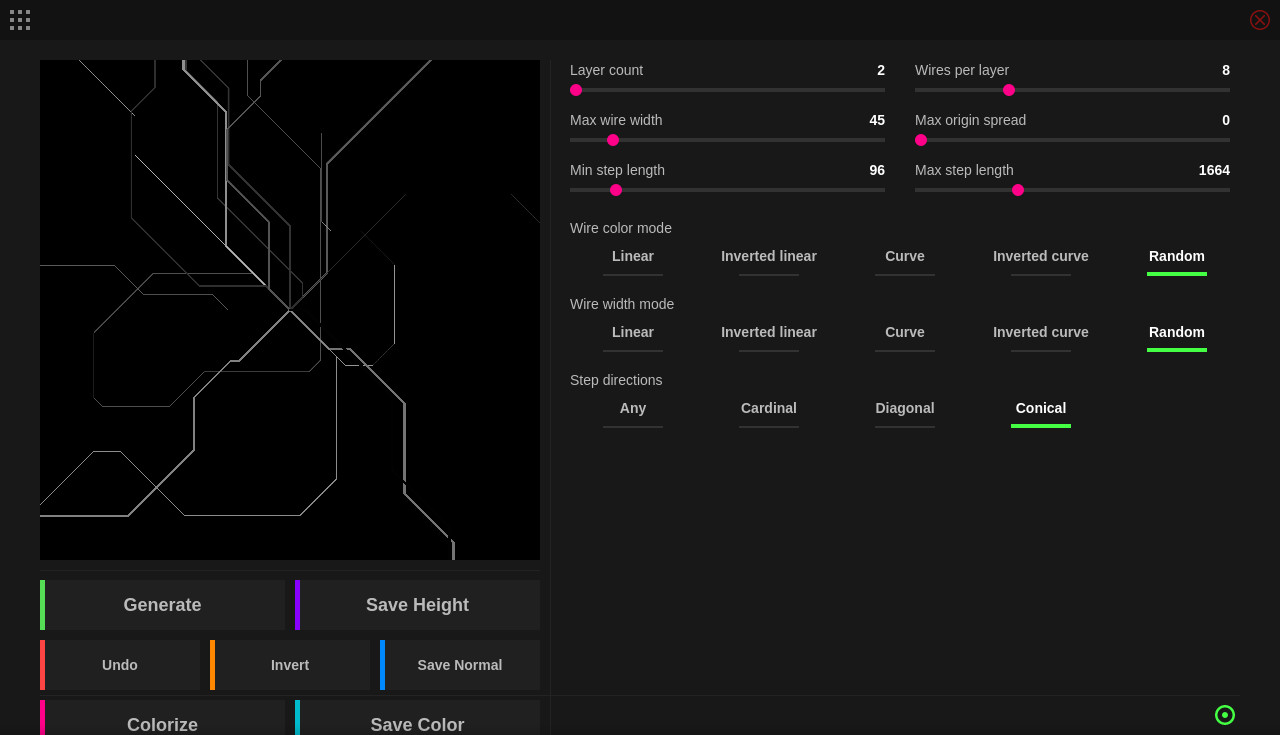 Layer count 2 Wires per layer 8
Max wire width 45 Max origin spread 0
Min step length 96 Max step length 1664
Wire color mode
Linear Inverted linear Curve Inverted curve Random
Wire width mode
Linear Inverted linear Curve Inverted curve Random
Step directions
Any Cardinal Diagonal Conical
Generate Save Height
Undo Invert Save Normal
Colorize Save Color